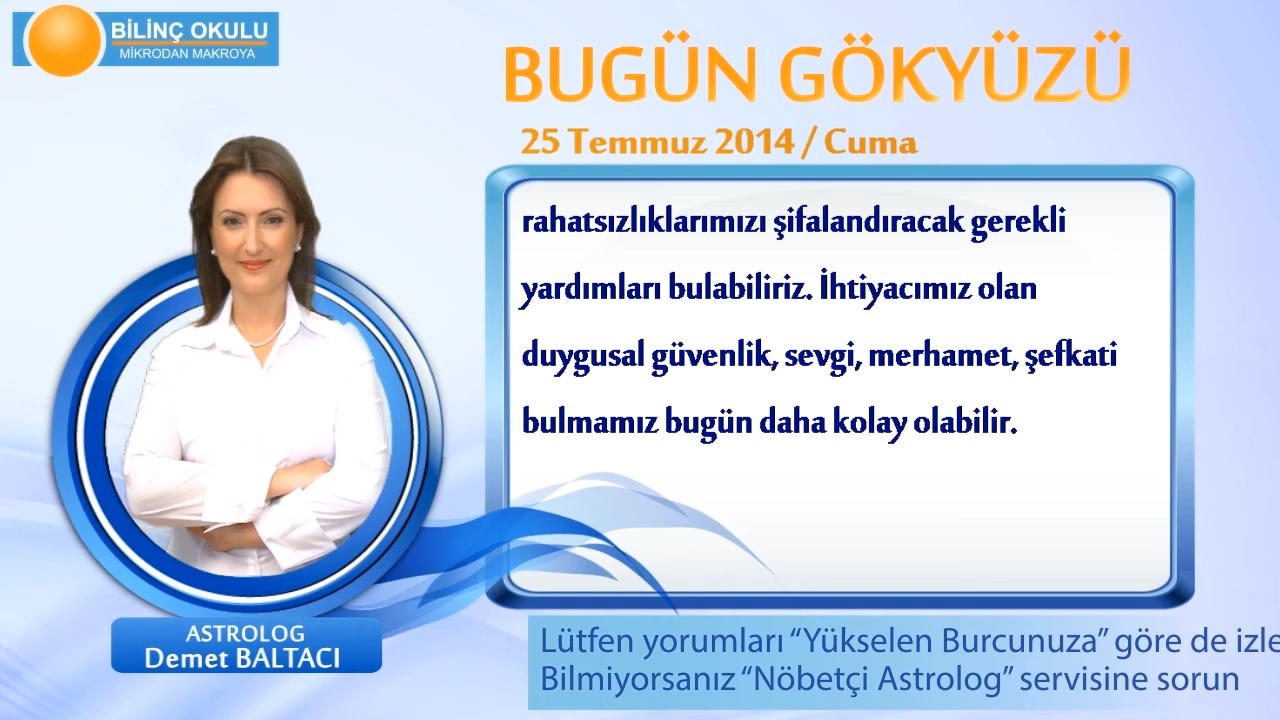 BİLİNÇ OKULU
MİKRODAN MAKROYA
BUGÜN GÖKYÜZÜ
25 Temmuz 2014 / Cuma
rahatsızlıklarımızı şifalandıracak gerekli
yardımları bulabiliriz. İhtiyacımız olan
duygusal güvenlik, sevgi, merhamet, şefkati
bulmamız bugün daha kolay olabilir.
ASTROLOG
Demet BALTACI
Lütfen yorumları “Yükselen Burcunuza” göre de izle
Bilmiyorsanız “Nöbetçi Astrolog” servisine sorun